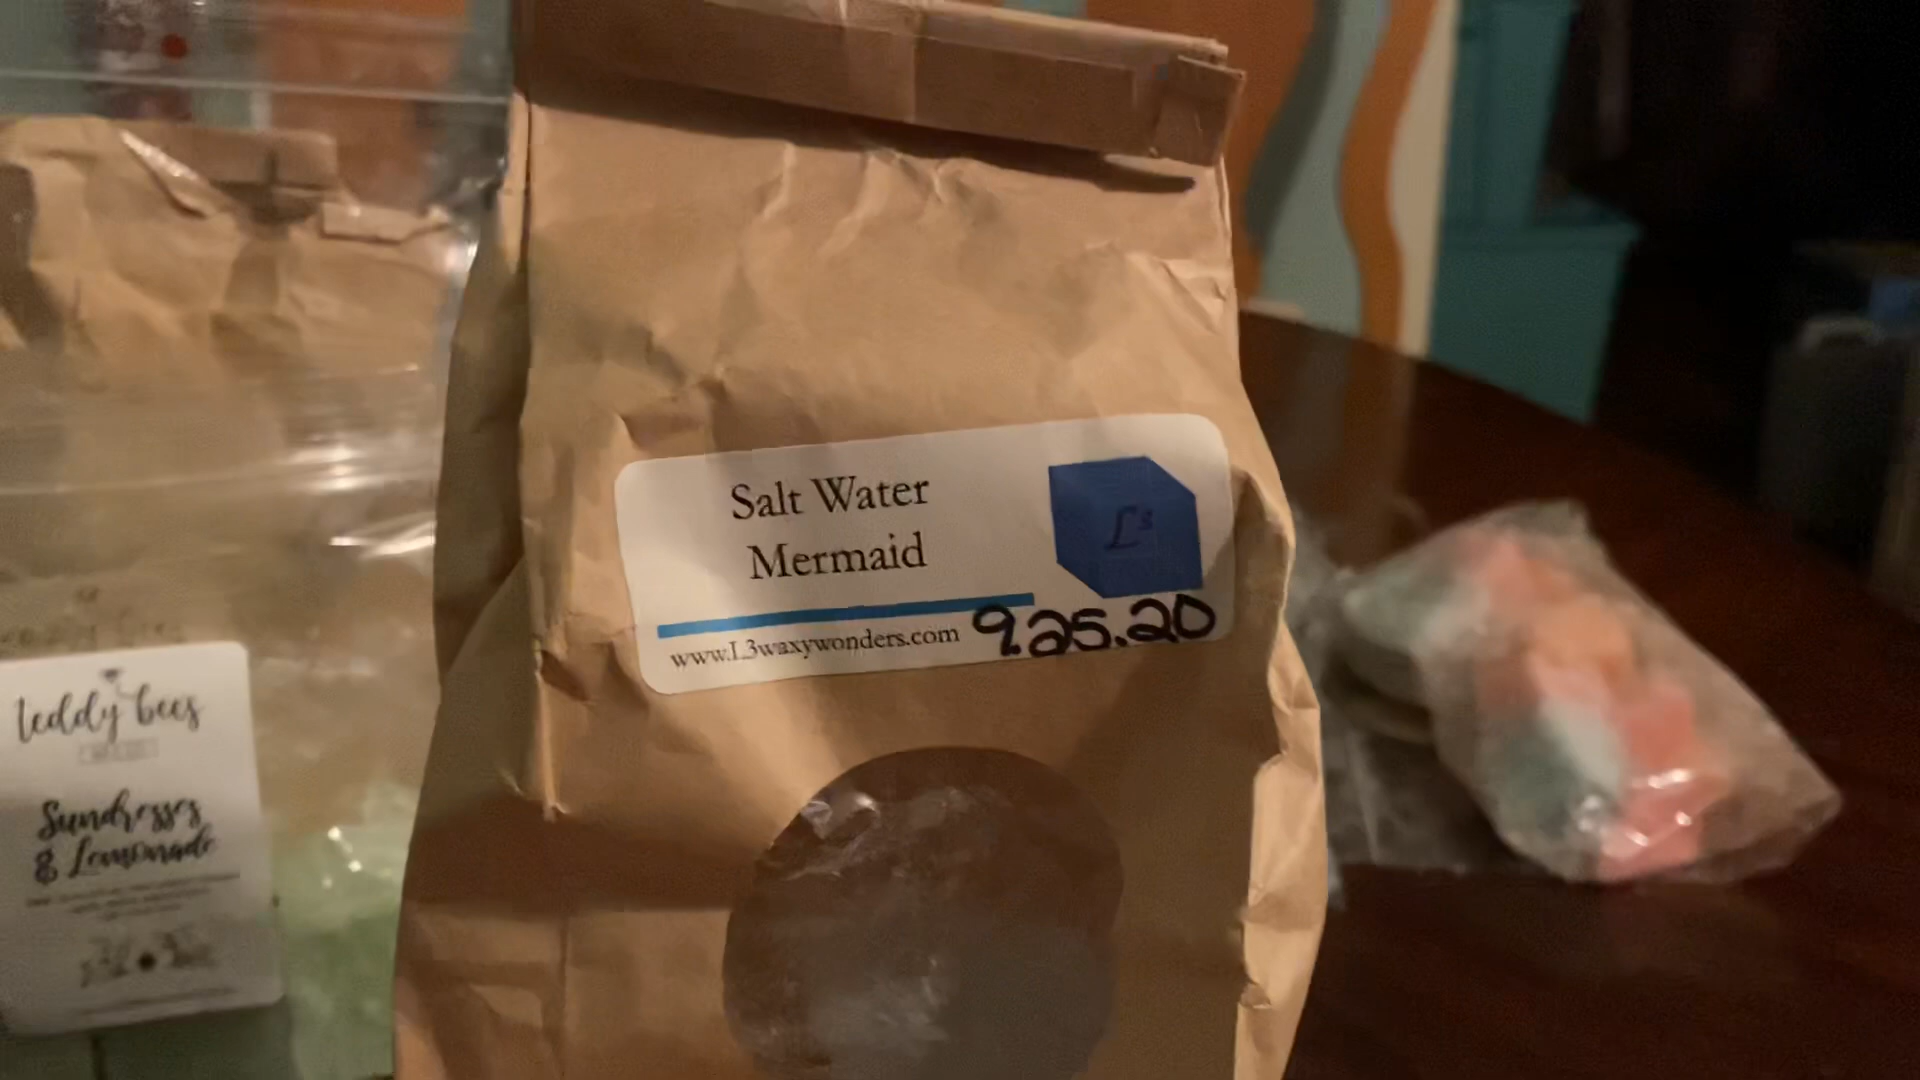 Salt Water
Mermaid
L³
www.L3waxywonders.com
9.25.20
teddy bees
Sundresses
& Lemonade